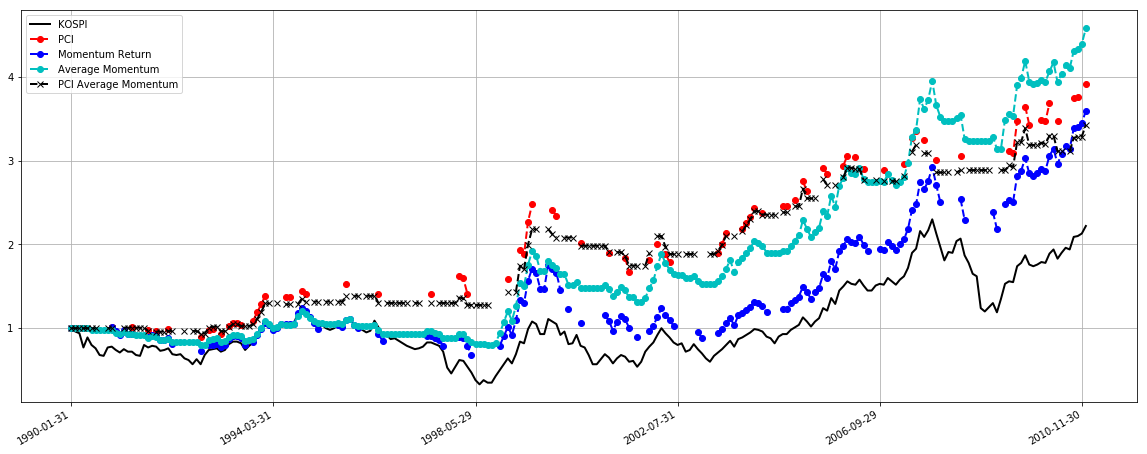 KOSPI
PCI
Momentum Return
Average Momentum
PCI Average Momentum
4
3
2
1
1990-01-31
1994-03-31
1998-05-29
2002-07-31
2006-09-29
2010-11-30